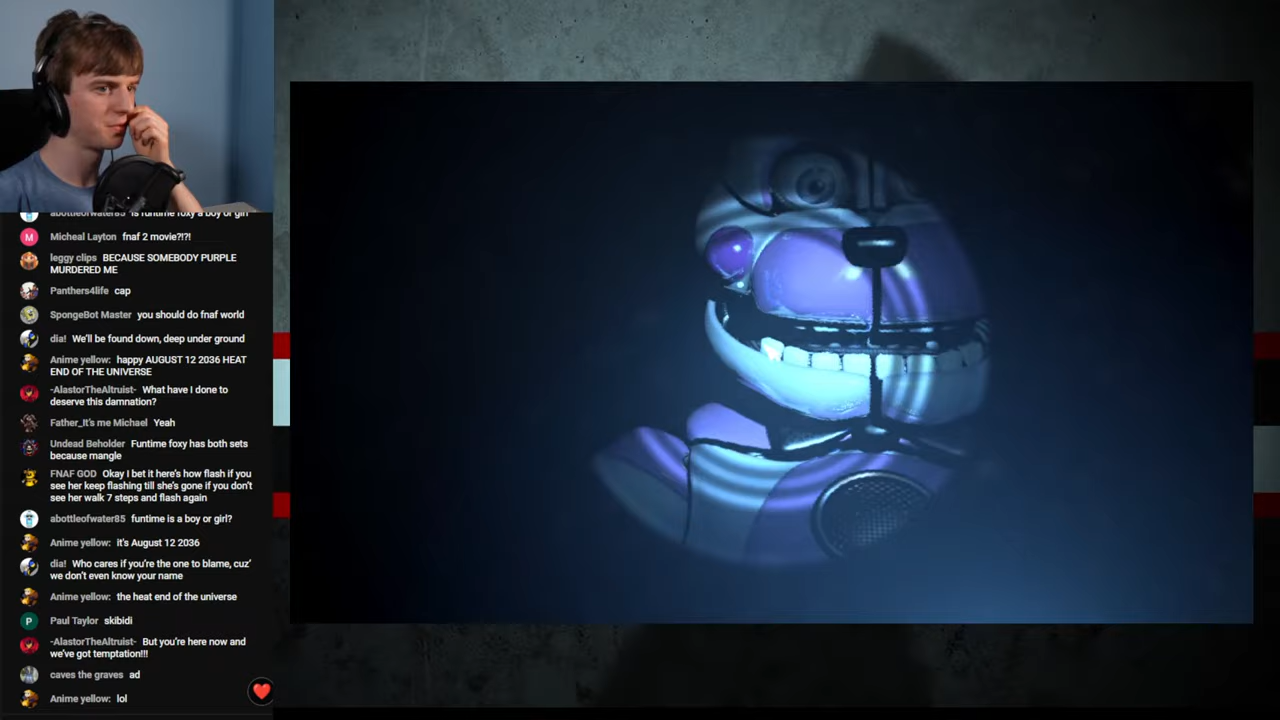 abottleofwater85 is funtime foxy a boy or girl
M Micheal Layton fnaf 2 movie?!?!
leggy clips BECAUSE SOMEBODY PURPLE
MURDERED ME
Panthers4life cap
SpongeBot Master you should do fnaf world
dia! We'll be found down, deep under ground
Anime yellow: happy AUGUST 12 2036 HEAT
END OF THE UNIVERSE
-AlastorTheAltruist- What have I done to
deserve this damnation?
Father_It's me Michael Yeah
Undead Beholder Funtime foxy has both sets
because mangle
FNAF GOD Okay I bet it here's how flash if you
see her keep flashing till she's gone if you don't
see her walk 7 steps and flash again
abottleofwater85 funtime is a boy or girl?
Anime yellow: it's August 12 2036
dia! Who cares if you're the one to blame, cuz'
we don't even know your name
Anime yellow: the heat end of the universe
P Paul Taylor skibidi
-AlastorTheAltruist- But you're here now and
we've got temptation!!!
caves the graves ad
Anime yellow: lol